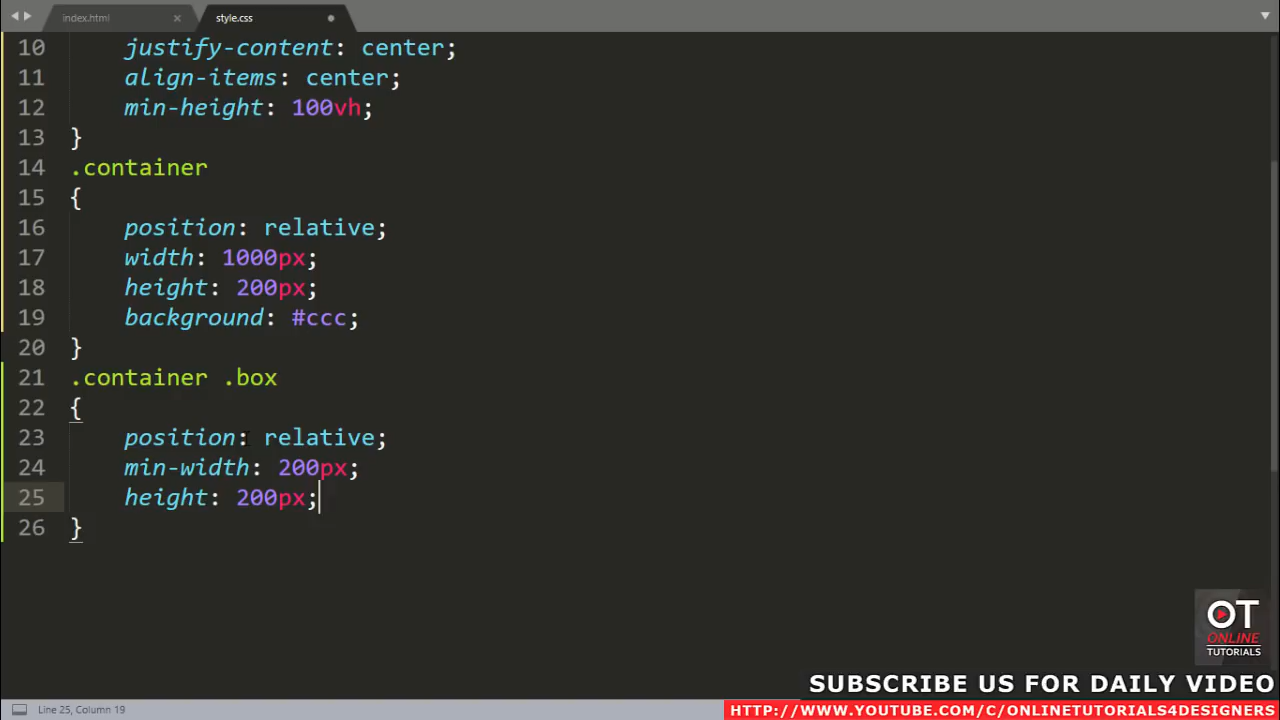 index.html × style.css
10 justify-content: center;
11 align-items: center;
12 min-height: 100vh;
13 }
14 .container
15 {
16 position: relative;
17 width: 1000px;
18 height: 200px;
19 background: #ccc;
20 }
21 .container .box
22 {
23 position: relative;
24 min-width: 200px;
25 height: 200px;
26 }
OT
ONLINE
TUTORIALS
SUBSCRIBE US FOR DAILY VIDEO
Line 25, Column 19
HTTP://WWW.YOUTUBE.COM/C/ONLINETUTORIALS4DESIGNERS